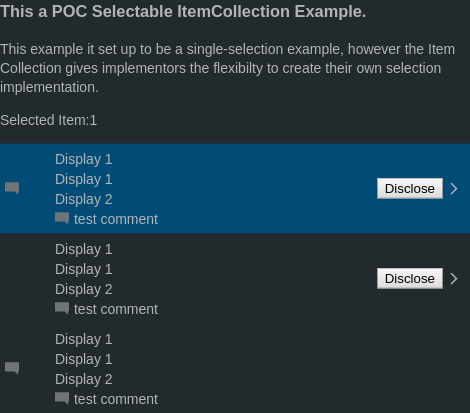 This a POC Selectable ItemCollection Example.
This example it set up to be a single-selection example, however the Item
Collection gives implementors the flexibilty to create their own selection
implementation.
Selected Item:1
Display 1
Display 1
Disclose
Display 2
test comment
Display 1
Display 1
Disclose
Display 2
test comment
Display 1
Display 1
Display 2
test comment